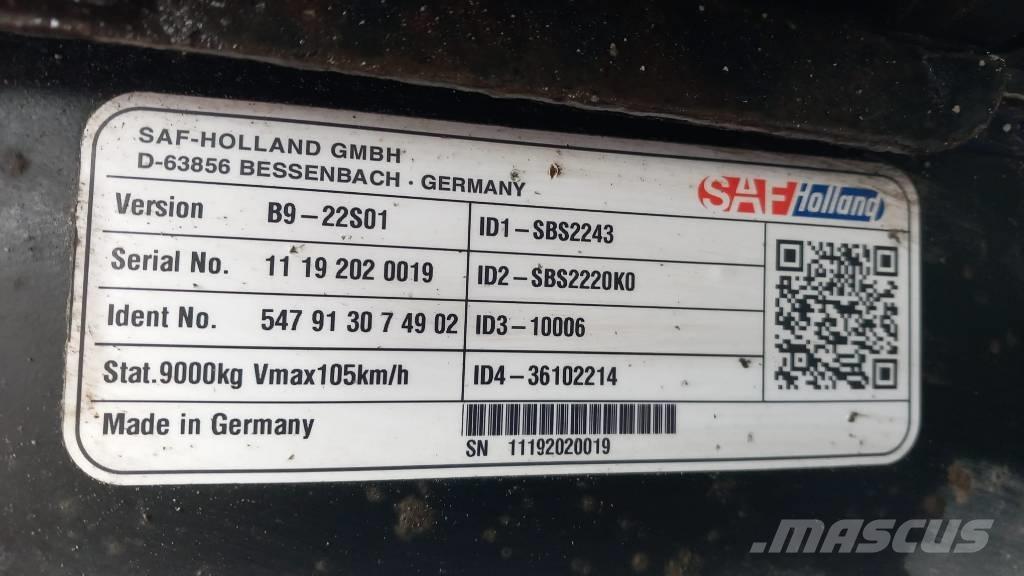 SAF-HOLLAND GMBH
D-63856 BESSENBACH · GERMANY
SAF Holland
Version B9-22S01 ID1-SBS2243
Serial No. 11 19 202 0019 ID2-SBS2220K0
Ident No. 547 91 30 7 49 02 ID3-10006
Stat.9000kg Vmax105km/h ID4-36102214
Made in Germany
SN 11192020019
MASCUS